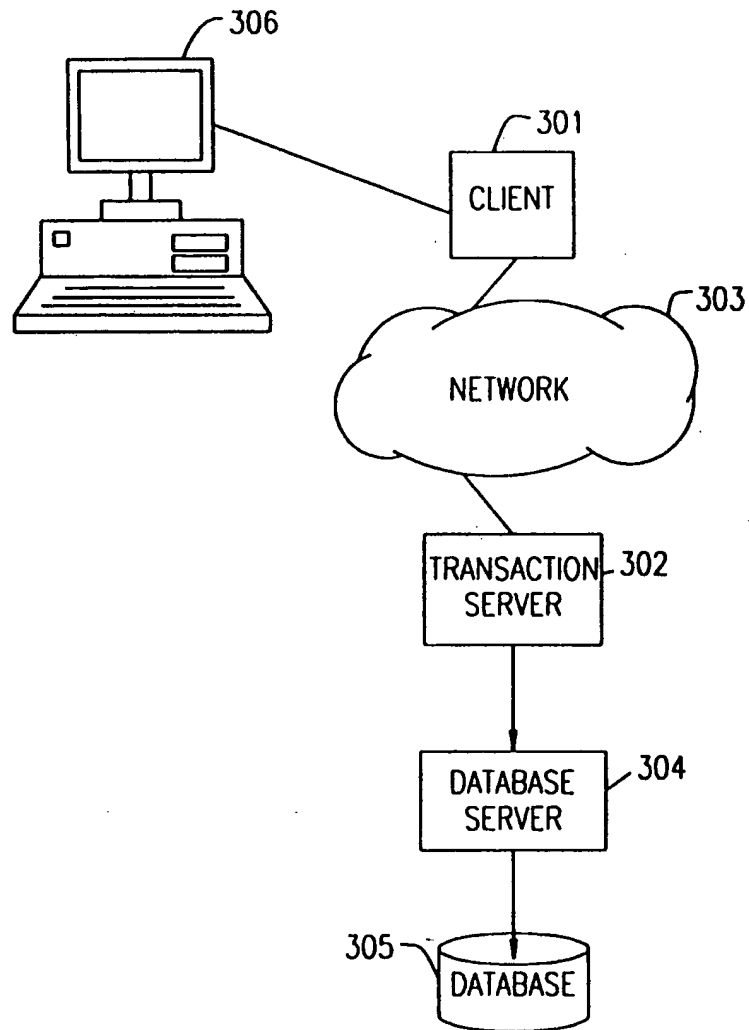 306
301
CLIENT
303
NETWORK
TRANSACTION
SERVER
302
DATABASE
SERVER
304
305
DATABASE